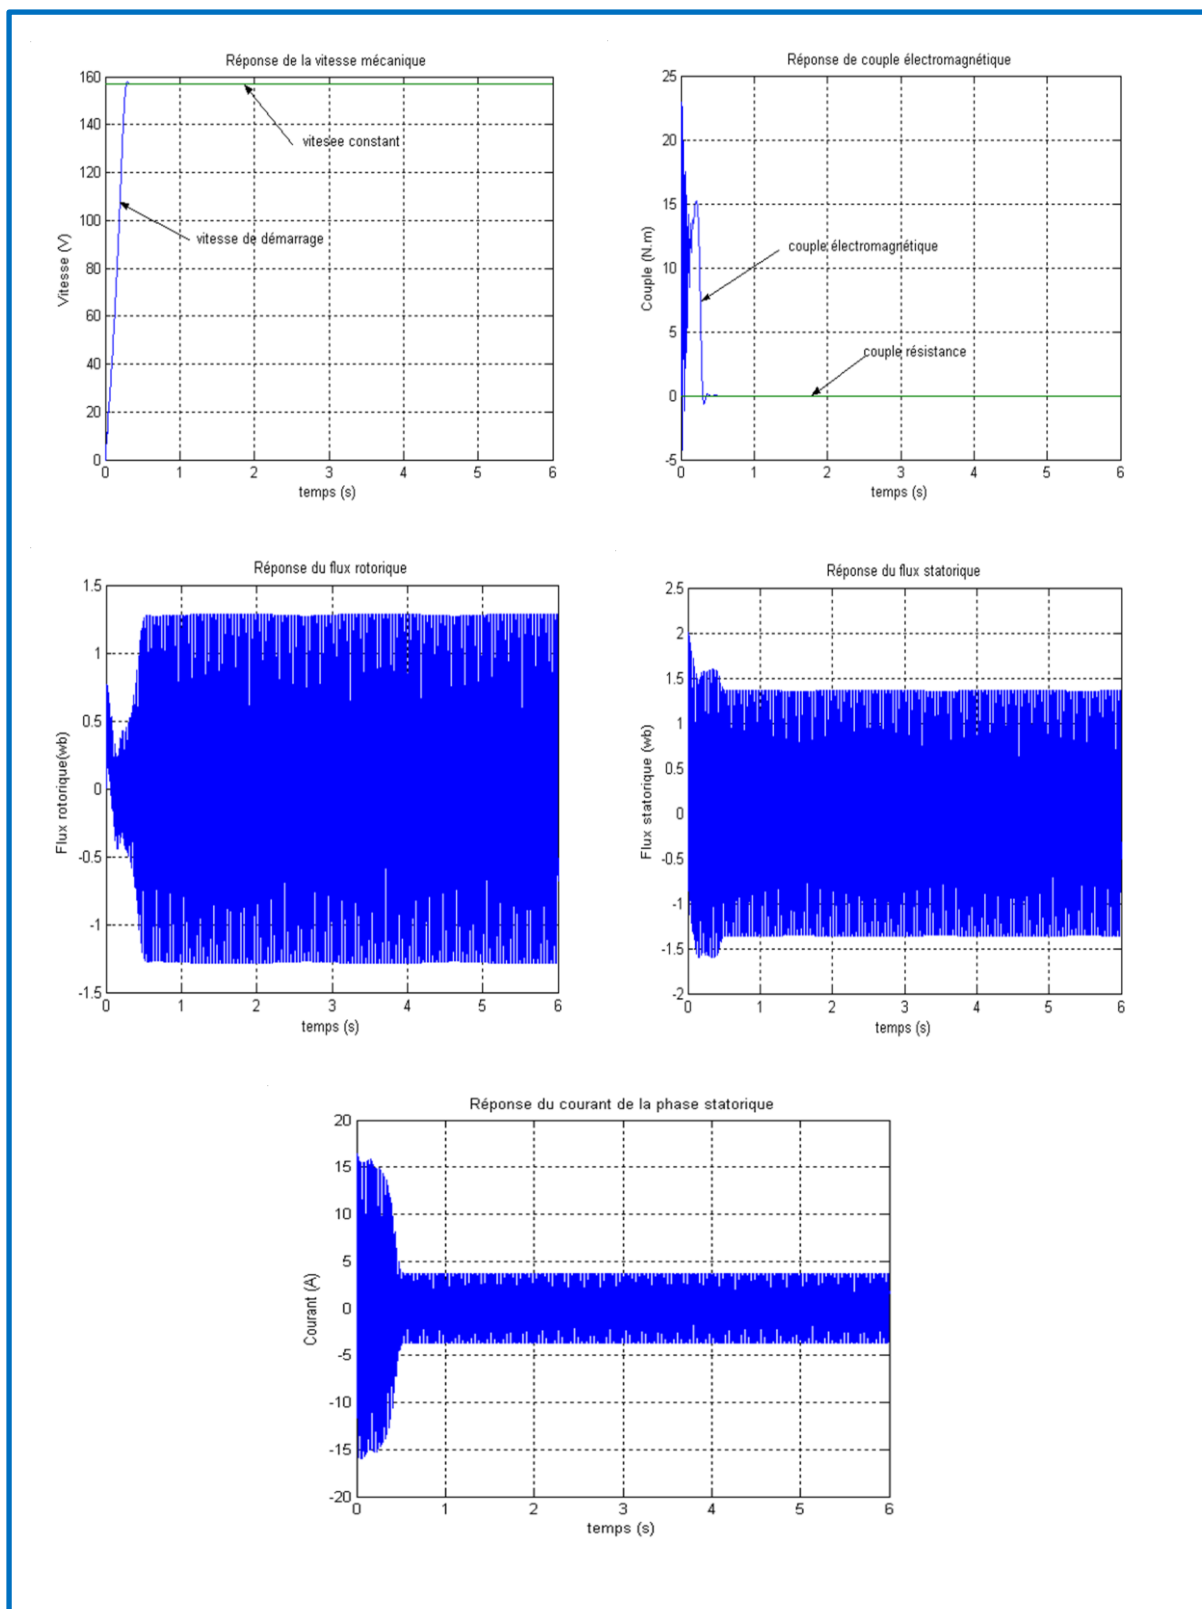 Réponse de la vitesse mécanique
160
140
120
100
80
60
40
20
0
Vitesse (V)
vitesee constant
vitesse de démarrage
0 1 2 3 4 5 6
temps (s)
Réponse de couple électromagnétique
25
20
15
10
5
0
-5
Couple (N.m)
couple électromagnétique
couple résistance
0 1 2 3 4 5 6
temps (s)
Réponse du flux rotorique
1.5
1
0.5
0
-0.5
-1
-1.5
Flux rotorique(wb)
0 1 2 3 4 5 6
temps (s)
Réponse du flux statorique
2.5
2
1.5
1
0.5
0
-0.5
-1
-1.5
-2
Flux statorique (wb)
0 1 2 3 4 5 6
temps (s)
Réponse du courant de la phase statorique
20
15
10
5
0
-5
-10
-15
-20
Courant (A)
0 1 2 3 4 5 6
temps (s)